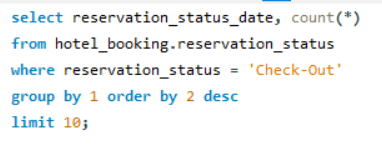 select reservation_status_date, count(*)
from hotel_booking.reservation_status
where reservation_status = 'Check-Out'
group by 1 order by 2 desc
limit 10;